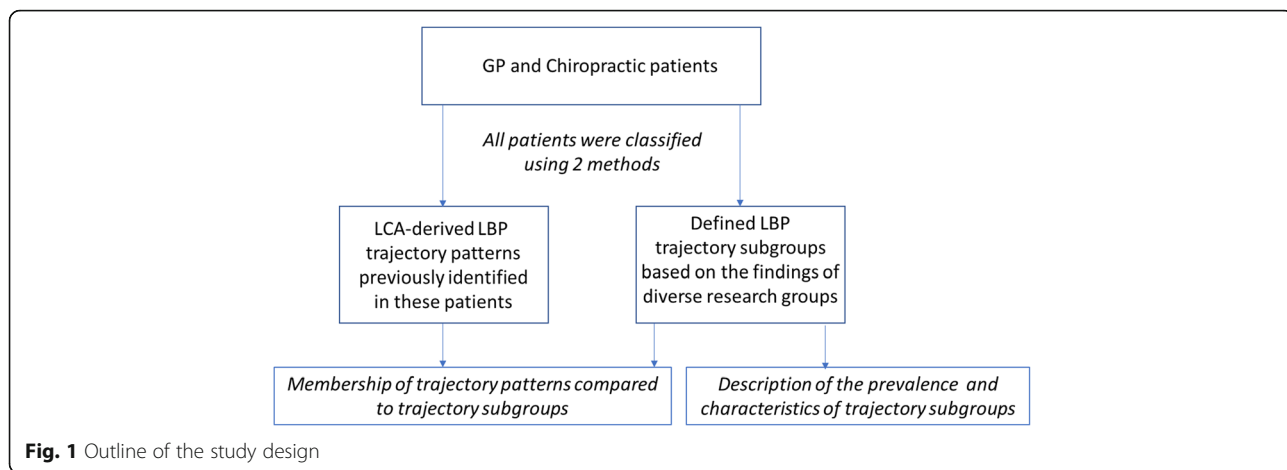 GP and Chiropractic patients
All patients were classified
using 2 methods
LCA-derived LBP
trajectory patterns
previously identified
in these patients
Defined LBP
trajectory subgroups
based on the findings of
diverse research groups
Membership of trajectory patterns compared
to trajectory subgroups
Description of the prevalence and
characteristics of trajectory subgroups
Fig. 1 Outline of the study design